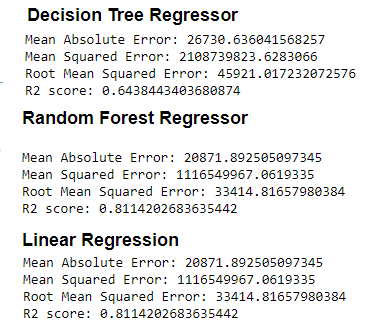 Decision Tree Regressor
Mean Absolute Error: 26730.636041568257
Mean Squared Error: 2108739823.6283066
Root Mean Squared Error: 45921.017232072576
R2 score: 0.6438443403680874
Random Forest Regressor
Mean Absolute Error: 20871.892505097345
Mean Squared Error: 1116549967.0619335
Root Mean Squared Error: 33414.81657980384
R2 score: 0.8114202683635442
Linear Regression
Mean Absolute Error: 20871.892505097345
Mean Squared Error: 1116549967.0619335
Root Mean Squared Error: 33414.81657980384
R2 score: 0.8114202683635442